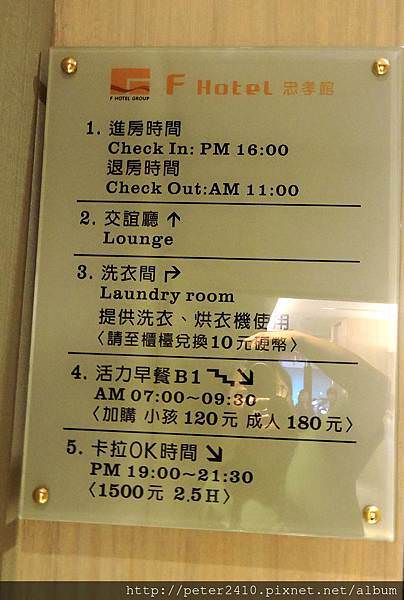 F Hotel 忠孝館
F HOTEL GROUP
1. 進房時間
Check In: PM 16:00
退房時間
Check Out:AM 11:00
2. 交誼廳 ↑
Lounge
3. 洗衣間
Laundry room
提供洗衣、烘衣機使用
〈請至櫃檯兌換10元硬幣〉
4. 活力早餐B1 ↘
AM 07:00~09:30
〈加購 小孩120元 成人180元〉
5. 卡拉OK時間 ↘
PM 19:00~21:30
〈1500元 2.5H〉
http://peter2410.pixnet.net/album